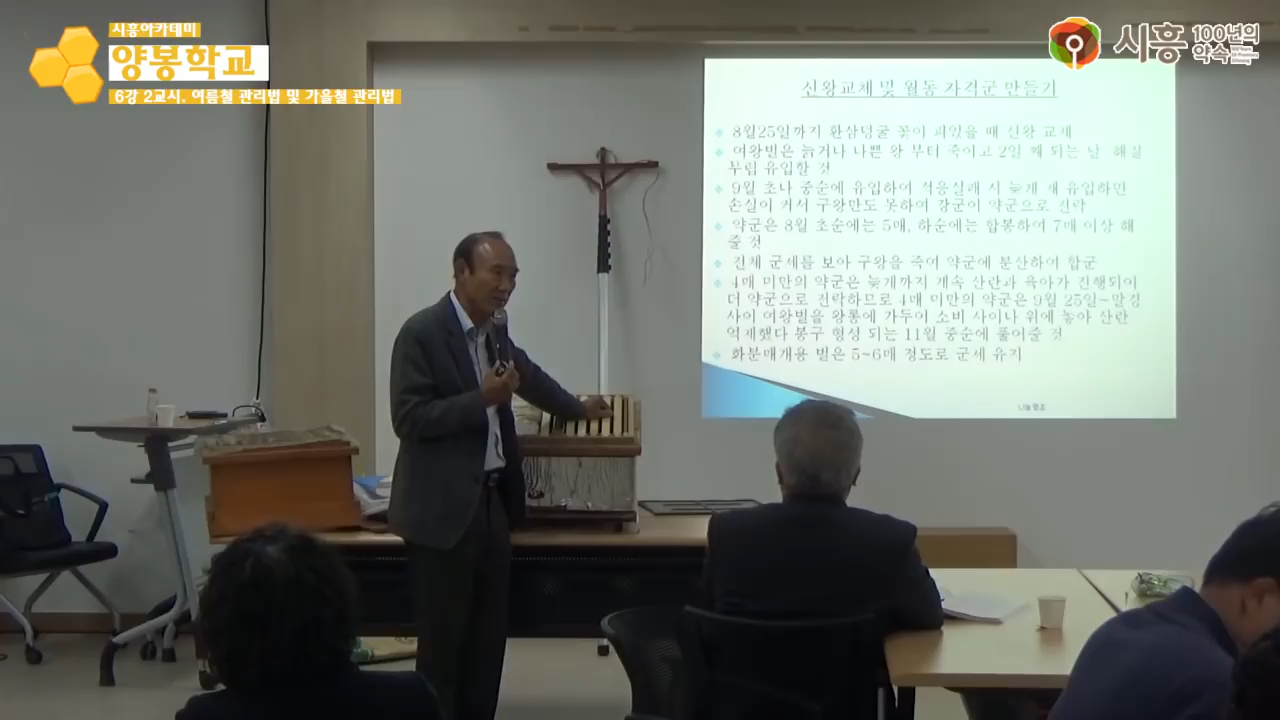 시흥아카데미
양봉학교
6강 2교시. 여름철 관리법 및 가을철 관리법
시흥 100년의 약속
신왕교체 및 월동 자격군 만들기
8월25일까지 환삼덩굴 꽃이 피었을 때 신왕 교체
여왕벌은 늙거나 나쁜 왕 부터 죽이고 2일 째 되는 날 해질
무렵 유입할 것
9월 초나 중순에 유입하여 적응실패 시 늦게 재 유입하면
손실이 커서 구왕만도 못하여 강군이 약군으로 전락
약군은 8월 초순에는 5매, 하순에는 합봉하여 7매 이상 해
줄 것
전체 군세를 보아 구왕을 죽여 약군에 분산하여 합군
4매 미만의 약군은 늦게까지 계속 산란과 육아가 진행되어
더 약군으로 전락하므로 4매 미만의 약군은 9월 25일~말경
사이 여왕벌을 왕롱에 가두어 소비 사이나 위에 놓아 산란
억제했다 봉구 형성 되는 11월 중순에 풀어줄 것
화분매개용 벌은 5~6매 정도로 군세 유지